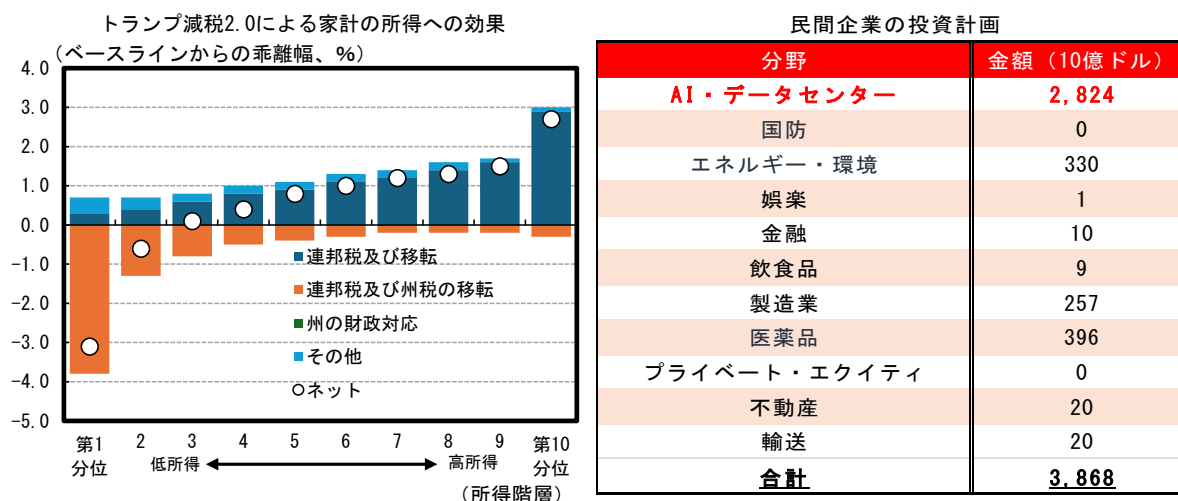 トランプ減税2.0による家計の所得への効果
(ベースラインからの乖離幅、%)
4.0
3.0
2.0
1.0
0.0
-1.0
-2.0
-3.0
-4.0
-5.0
連邦税及び移転
連邦税及び州税の移転
州の財政対応
その他
ネット
第1分位 2 3 4 5 6 7 8 9 第10分位
低所得 高所得
(所得階層)
民間企業の投資計画
分野 金額(10億ドル)
AI・データセンター 2,824
国防 0
エネルギー・環境 330
娯楽 1
金融 10
飲食品 9
製造業 257
医薬品 396
プライベート・エクイティ 0
不動産 20
輸送 20
合計 3,868